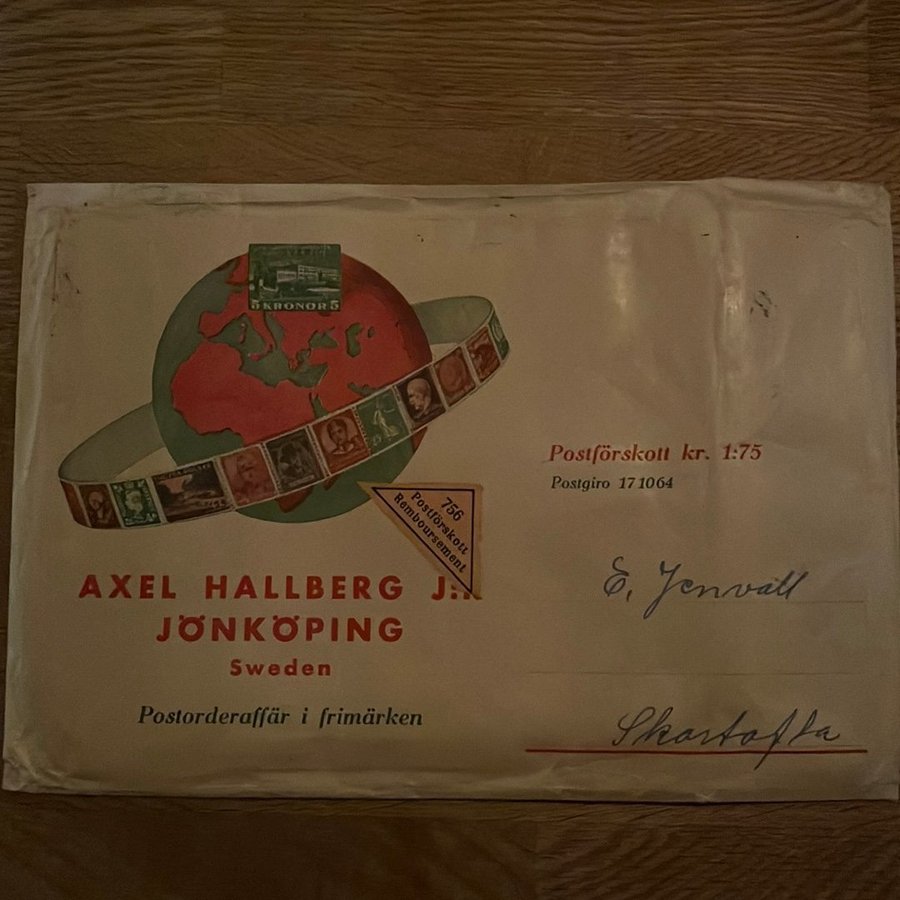 5 KRONOR 5
AXEL HALLBERG J:r
JÖNKÖPING
Sweden
Postorderaffär i frimärken
756
Postförskott
Remboursement
Postförskott kr. 1:75
Postgiro 17 10 64
E. Jenvall
Skartofta